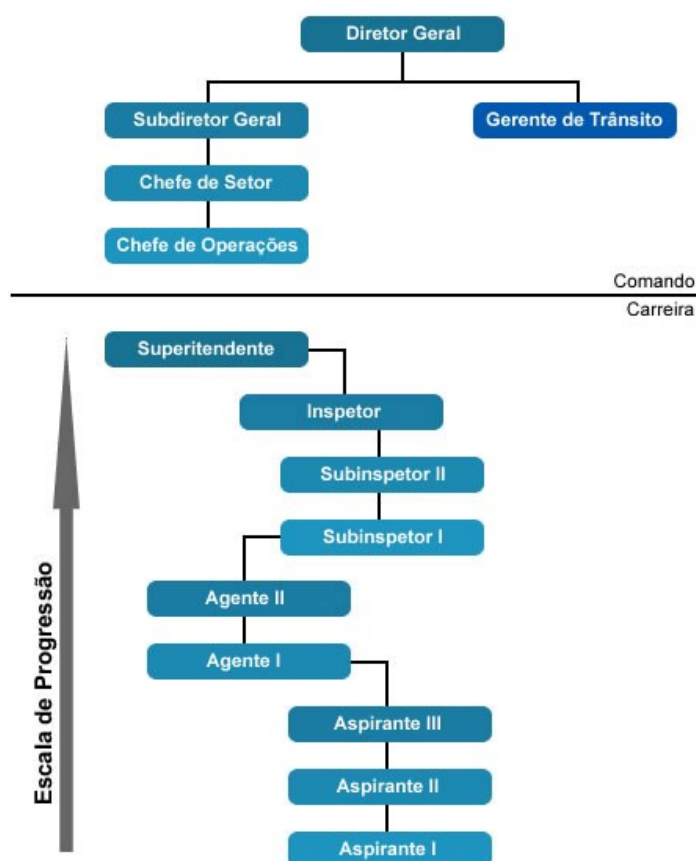 Diretor Geral
Subdiretor Geral
Gerente de Trânsito
Chefe de Setor
Chefe de Operações
Comando
Carreira
Superitendente
Inspetor
Subinspetor II
Subinspetor I
Agente II
Agente I
Aspirante III
Aspirante II
Aspirante I
Escala de Progressão